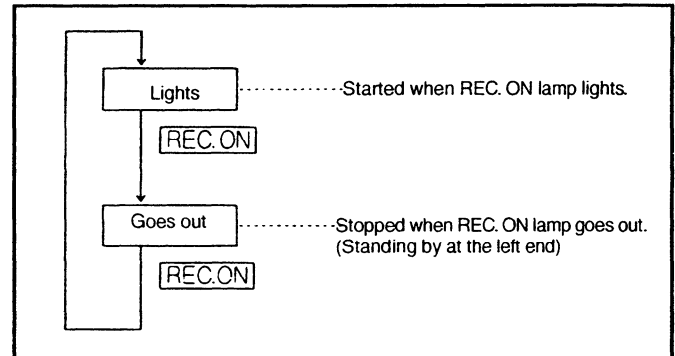 Lights
Started when REC. ON lamp lights.
REC. ON
Goes out
Stopped when REC. ON lamp goes out.
(Standing by at the left end)
REC.ON